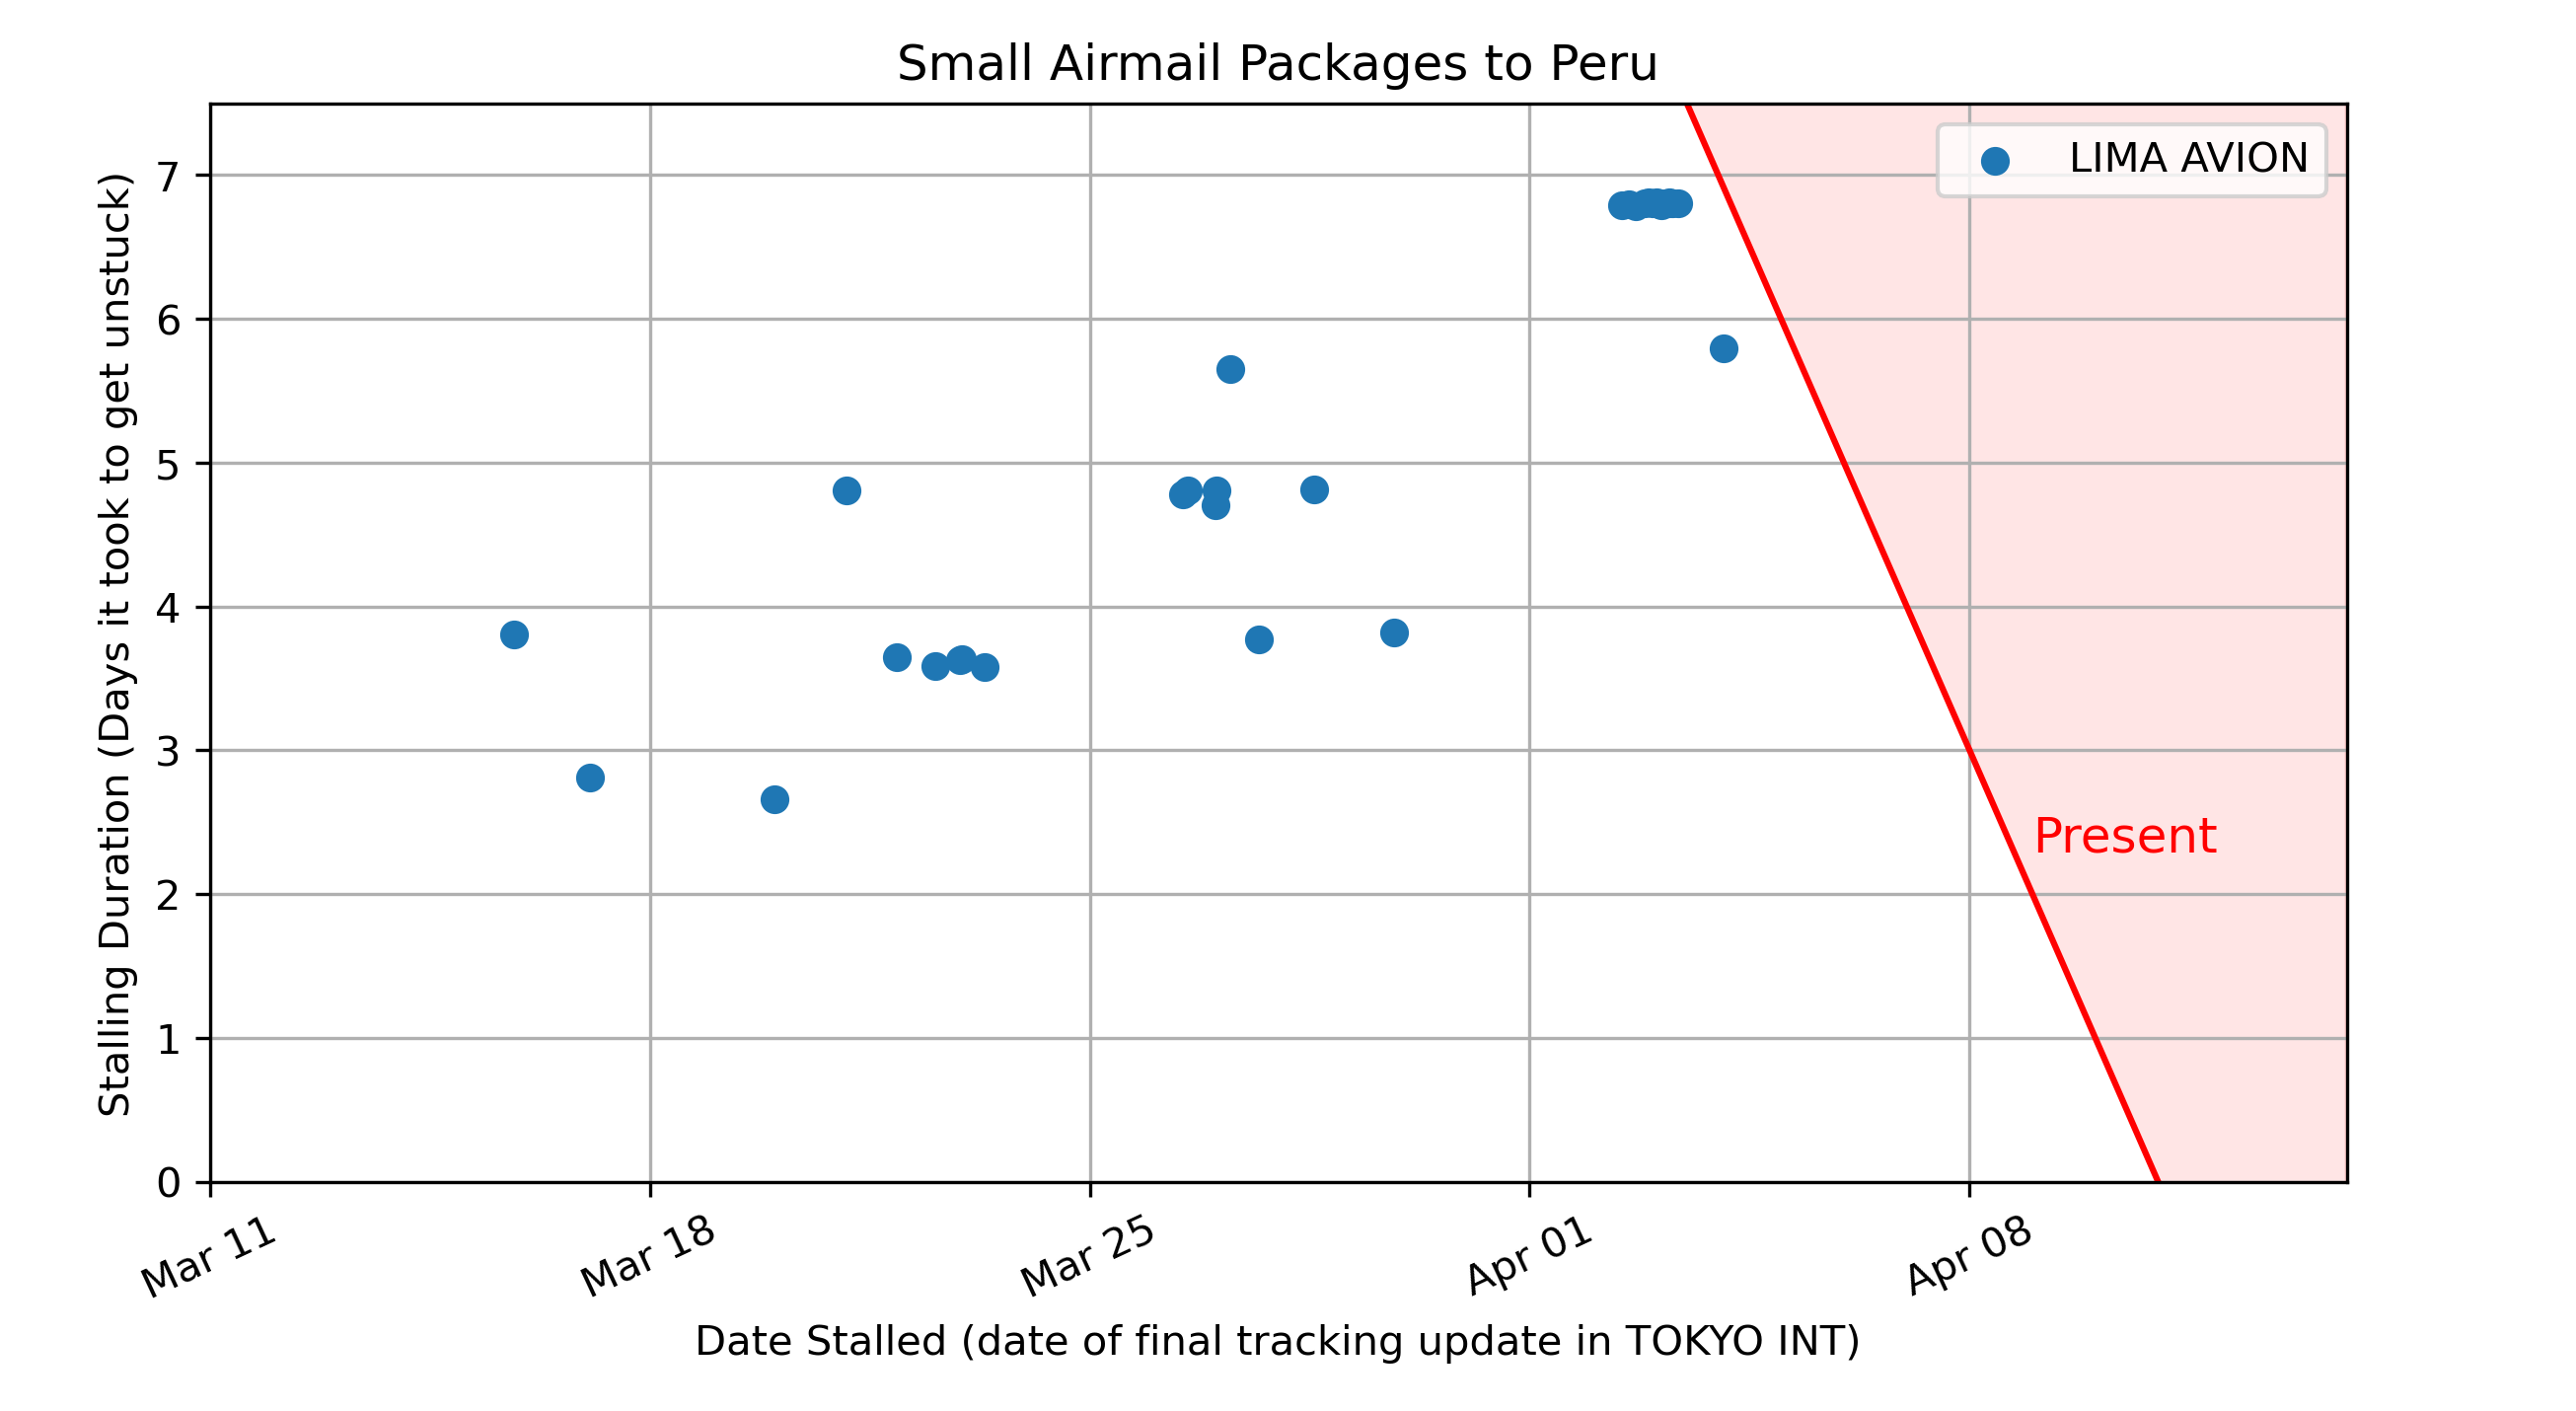 Small Airmail Packages to Peru
LIMA AVION
Stalling Duration (Days it took to get unstuck)
7
6
5
4
3
2
1
0
Present
Mar 11
Mar 18
Mar 25
Apr 01
Apr 08
Date Stalled (date of final tracking update in TOKYO INT)